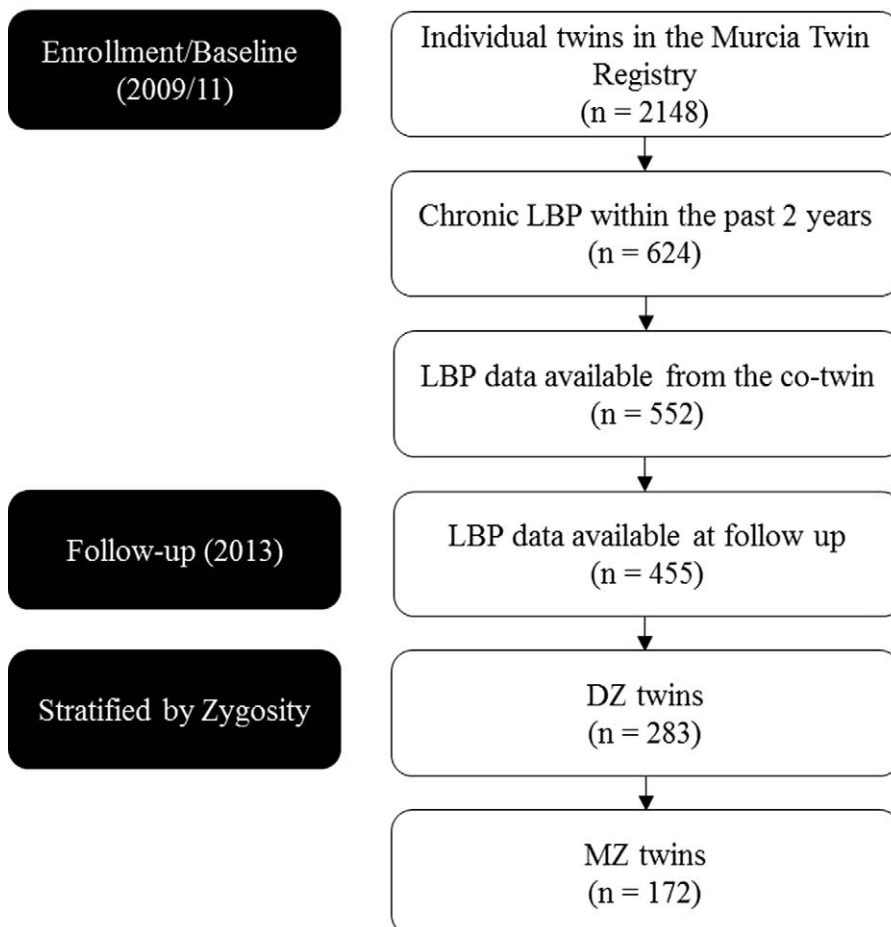 Enrollment/Baseline
(2009/11)
Individual twins in the Murcia Twin
Registry
(n = 2148)
Chronic LBP within the past 2 years
(n = 624)
LBP data available from the co-twin
(n = 552)
Follow-up (2013)
LBP data available at follow up
(n = 455)
Stratified by Zygosity
DZ twins
(n = 283)
MZ twins
(n = 172)